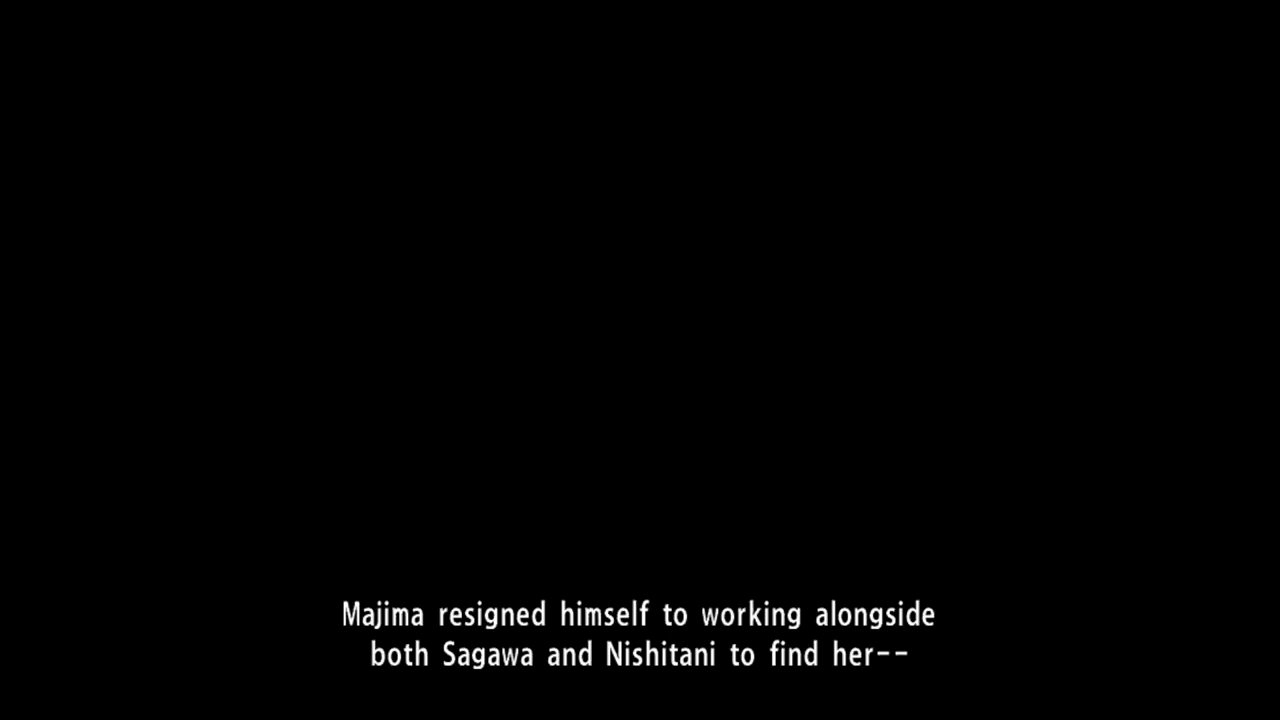 Majima resigned himself to working alongside
both Sagawa and Nishitani to find her--